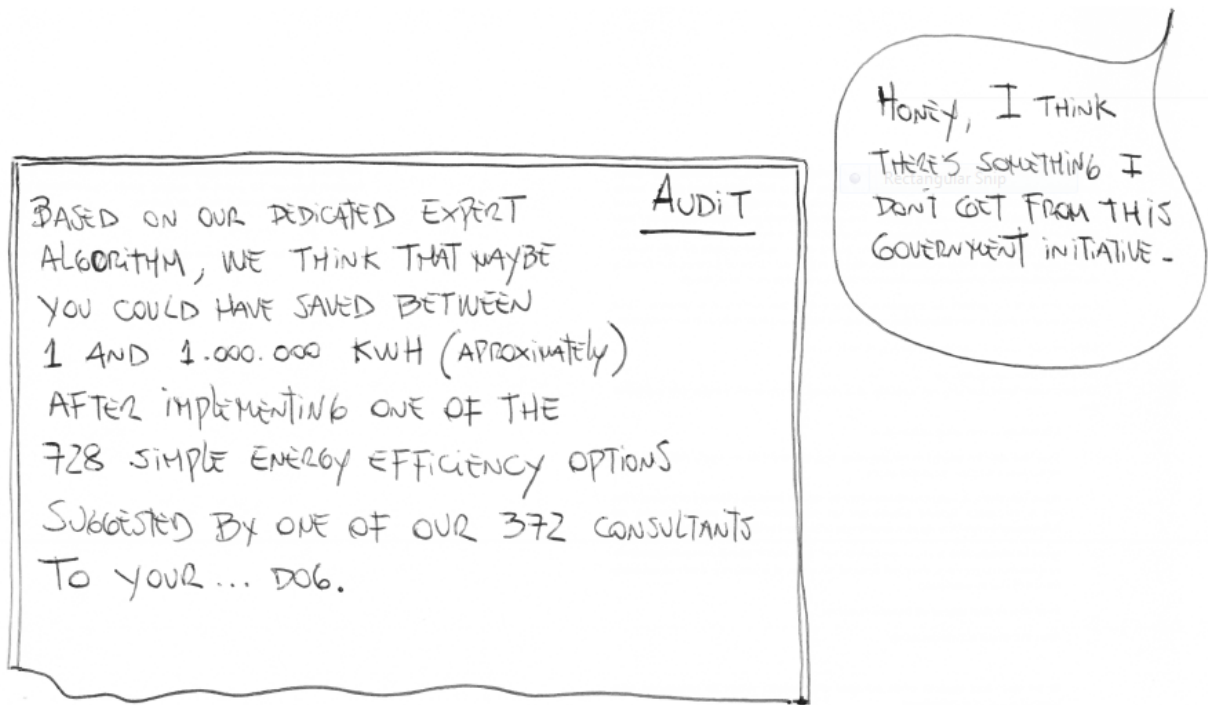 AUDIT
BASED ON OUR DEDICATED EXPERT
ALGORITHM, WE THINK THAT MAYBE
YOU COULD HAVE SAVED BETWEEN
1 AND 1.000.000 KWH (APROXIMATELY)
AFTER IMPLEMENTING ONE OF THE
728 SIMPLE ENERGY EFFICIENCY OPTIONS
SUGGESTED BY ONE OF OUR 372 CONSULTANTS
TO YOUR... DOG.
HONEY, I THINK
THERE'S SOMETHING I
DON'T GET FROM THIS
GOVERNMENT INITIATIVE.
Rectangular Snip